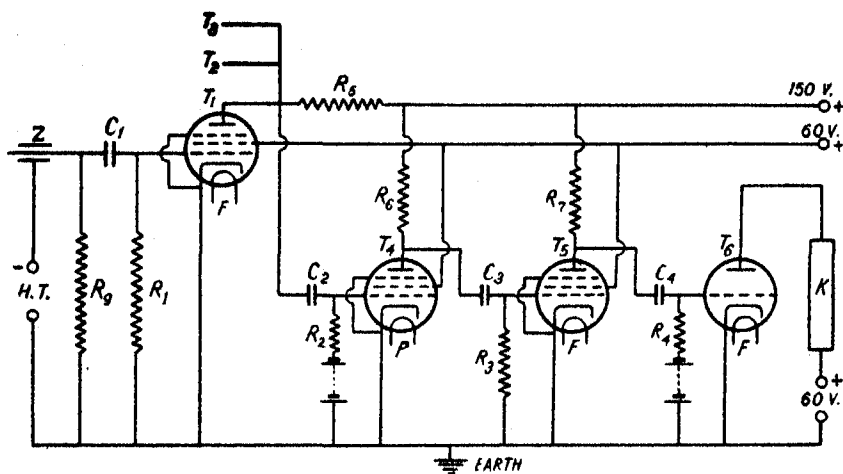 T3
T2
T1
R5
150 V. +
60 V. +
Z
C1
F
R6
R7
T4
T5
T6
- H.T.
R9
R1
C2
C3
C4
K
R2
P
R3
F
R4
F
+
60 V.
EARTH